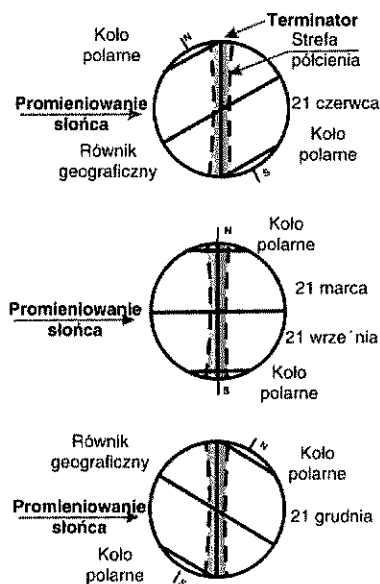 Terminator
Koło
polarne
N
Strefa
półcienia
Promieniowanie
słońca
21 czerwca
Równik
geograficzny
Koło
polarne
S
Koło
polarne
N
Promieniowanie
słońca
21 marca
21 wrze´nia
Koło
polarne
S
Równik
geograficzny
N
Koło
polarne
Promieniowanie
słońca
21 grudnia
Koło
polarne
S